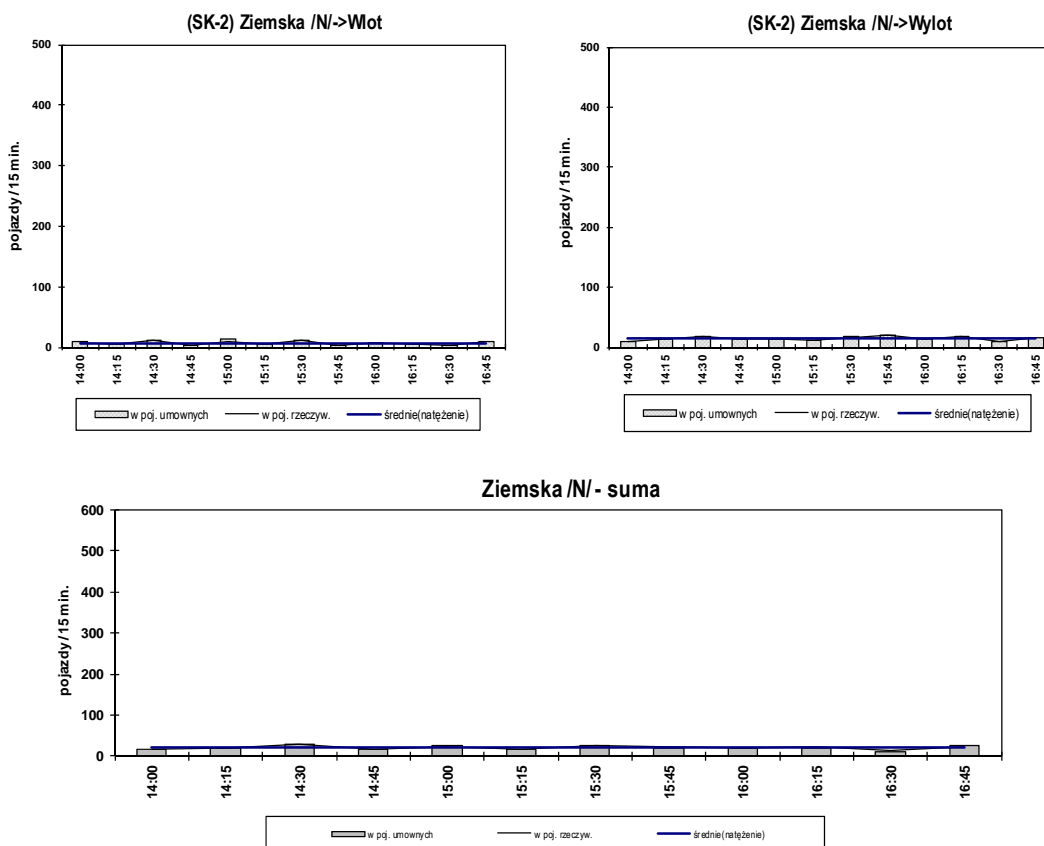 (SK-2) Ziemska /N/->Wlot
500
400
300
200
100
0
pojazdy / 15 min.
14:00 14:15 14:30 14:45 15:00 15:15 15:30 15:45 16:00 16:15 16:30 16:45
w poj. umownych w poj. rzeczyw. średnie(natężenie)
(SK-2) Ziemska /N/->Wylot
500
400
300
200
100
0
pojazdy / 15 min.
14:00 14:15 14:30 14:45 15:00 15:15 15:30 15:45 16:00 16:15 16:30 16:45
w poj. umownych w poj. rzeczyw. średnie(natężenie)
Ziemska /N/ - suma
600
500
400
300
200
100
0
pojazdy / 15 min.
14:00 14:15 14:30 14:45 15:00 15:15 15:30 15:45 16:00 16:15 16:30 16:45
w poj. umownych w poj. rzeczyw. średnie(natężenie)